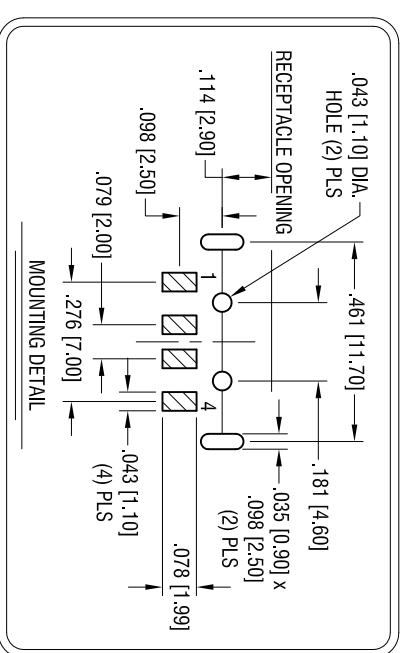 .043 [1.10] DIA.
HOLE (2) PLS
RECEPTACLE OPENING
.114 [2.90]
.098 [2.50]
.079 [2.00]
.276 [7.00]
MOUNTING DETAIL
.461 [11.70]
.181 [4.60]
.035 [0.90] x
.098 [2.50]
(2) PLS
1
4
.043 [1.10]
(4) PLS
.078 [1.99]